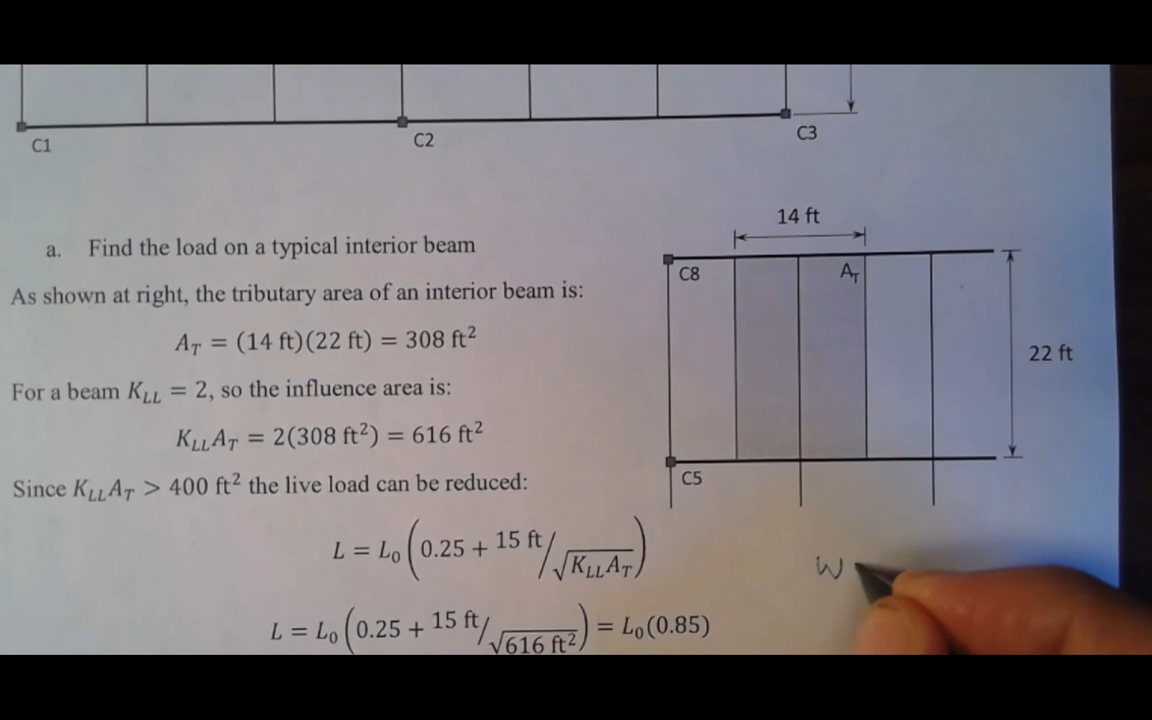 C1
C2
C3
14 ft
a. Find the load on a typical interior beam
C8
A_T
As shown at right, the tributary area of an interior beam is:
A_T = (14 ft)(22 ft) = 308 ft²
22 ft
For a beam K_LL = 2, so the influence area is:
K_LL A_T = 2(308 ft²) = 616 ft²
C5
Since K_LL A_T > 400 ft² the live load can be reduced:
L = L₀(0.25 + 15 ft/√K_LL A_T)
W
L = L₀(0.25 + 15 ft/√616 ft²) = L₀(0.85)